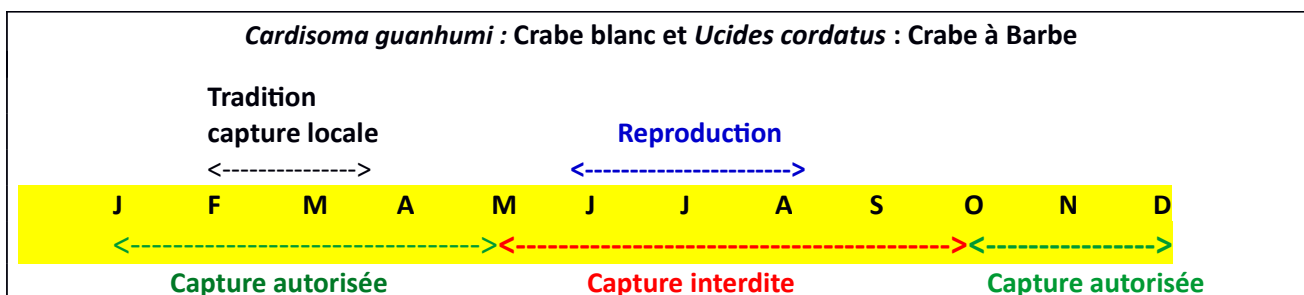 Cardisoma guanhumi : Crabe blanc et Ucides cordatus : Crabe à Barbe
Tradition
capture locale Reproduction
<---------------> <---------------------->
J F M A M J J A S O N D
<----------------------------------><------------------------------------------><---------------->
Capture autorisée Capture interdite Capture autorisée